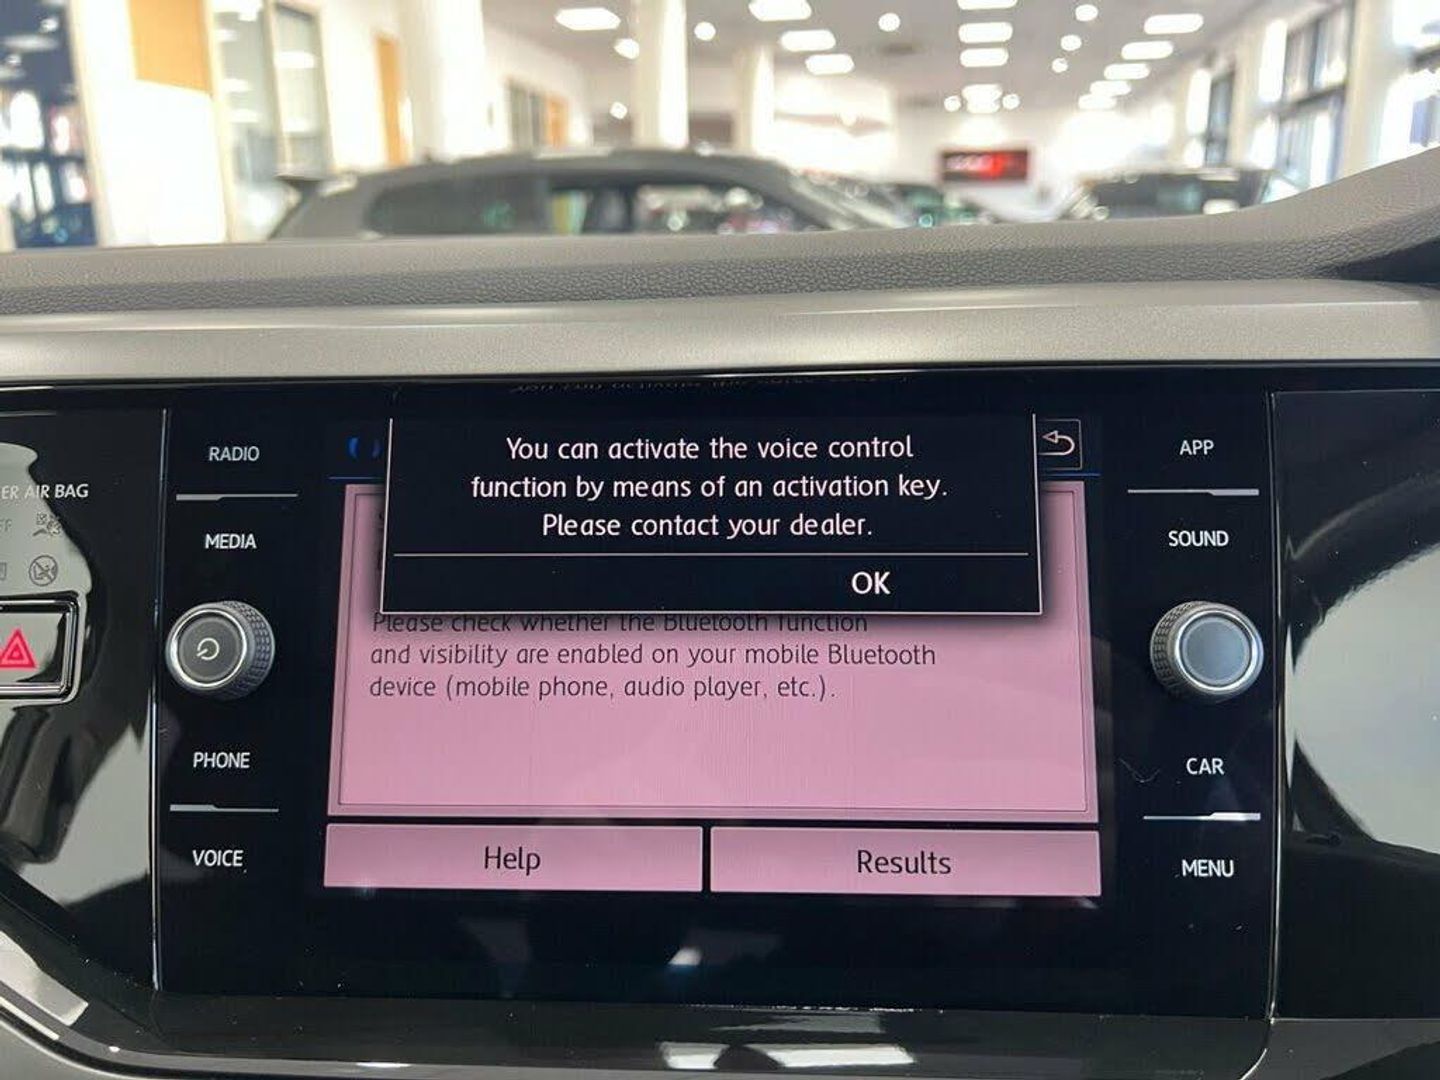 You can activate the voice control
function by means of an activation key.
Please contact your dealer.
OK
Please check whether the Bluetooth function
and visibility are enabled on your mobile Bluetooth
device (mobile phone, audio player, etc.).
Help
Results
RADIO
MEDIA
PHONE
VOICE
APP
SOUND
CAR
MENU
AIR BAG